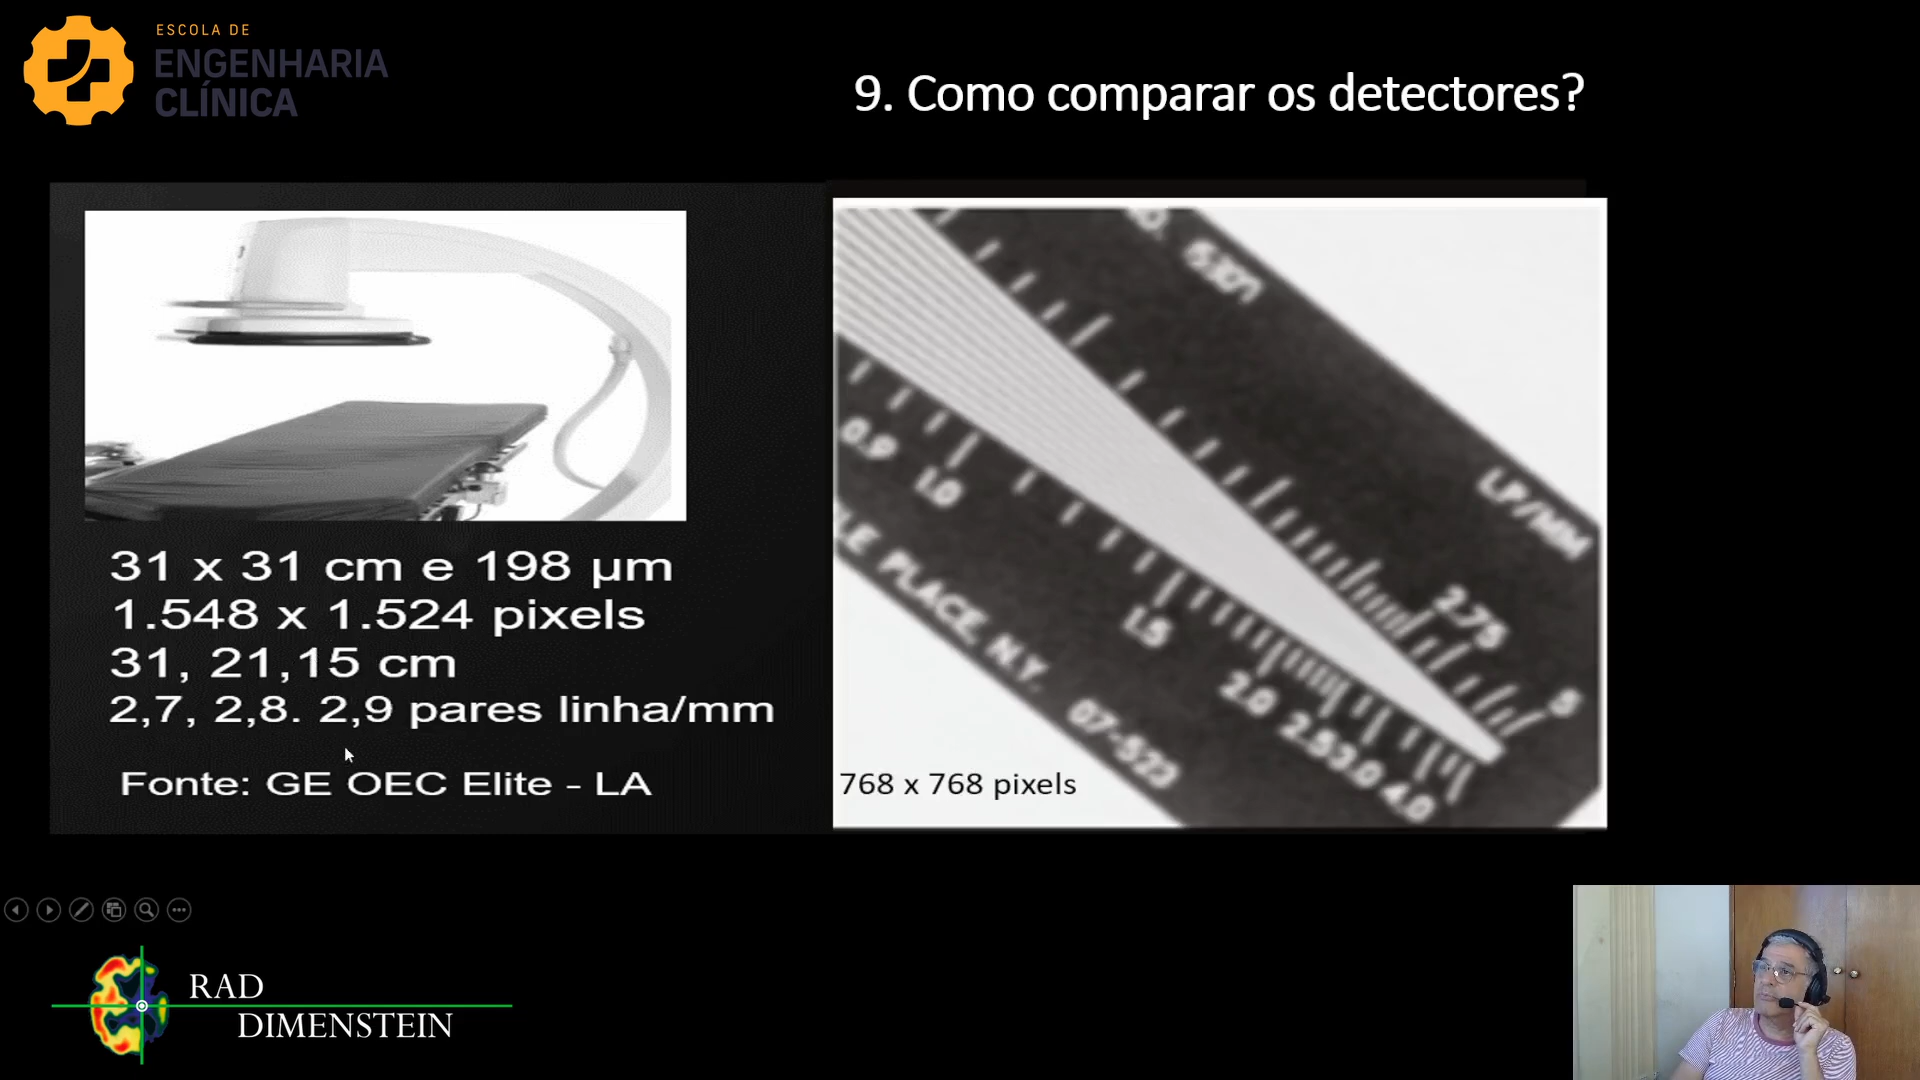 ESCOLA DE
ENGENHARIA
CLÍNICA
9. Como comparar os detectores?
31 x 31 cm e 198 µm
1.548 x 1.524 pixels
31, 21,15 cm
2,7, 2,8. 2,9 pares linha/mm
Fonte: GE OEC Elite - LA
LP/MM
0.9
1.0
1.5
2.0
2.5
3.0
4.0
2.75
5
LE PLACE, N.Y.
07-523
768 x 768 pixels
RAD
DIMENSTEIN